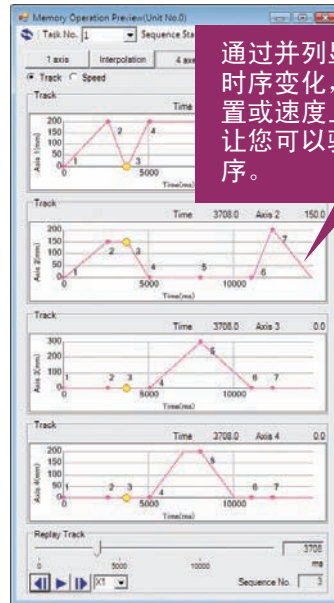 Memory Operation Preview(Unit No.0)
Task No. 1 Sequence Sta
1 axis Interpolation 4 axe
Track Speed
通过并列显
时序变化,
置或速度上
让您可以验
序。
Track
Time
Axis 1(mm)
200
150
100
50
0
1 2 3 4
0 5000
Time(ms)
Track
Time 3708.0 Axis 2 150.0
Axis 2(mm)
200
150
100
50
0
1 2 3 4 5 6 7
0 5000 10000
Time(ms)
Track
Time 3708.0 Axis 3 0.0
Axis 3(mm)
300
200
100
0
1 2 3 4 5 6 7
0 5000 10000
Time(ms)
Track
Time 3708.0 Axis 4 0.0
Axis 4(mm)
200
150
100
50
0
1 2 3 4 5 6 7
0 5000 10000
Time(ms)
Replay Track
3708
0 5000 10000 ms
X1 Sequence No. 3